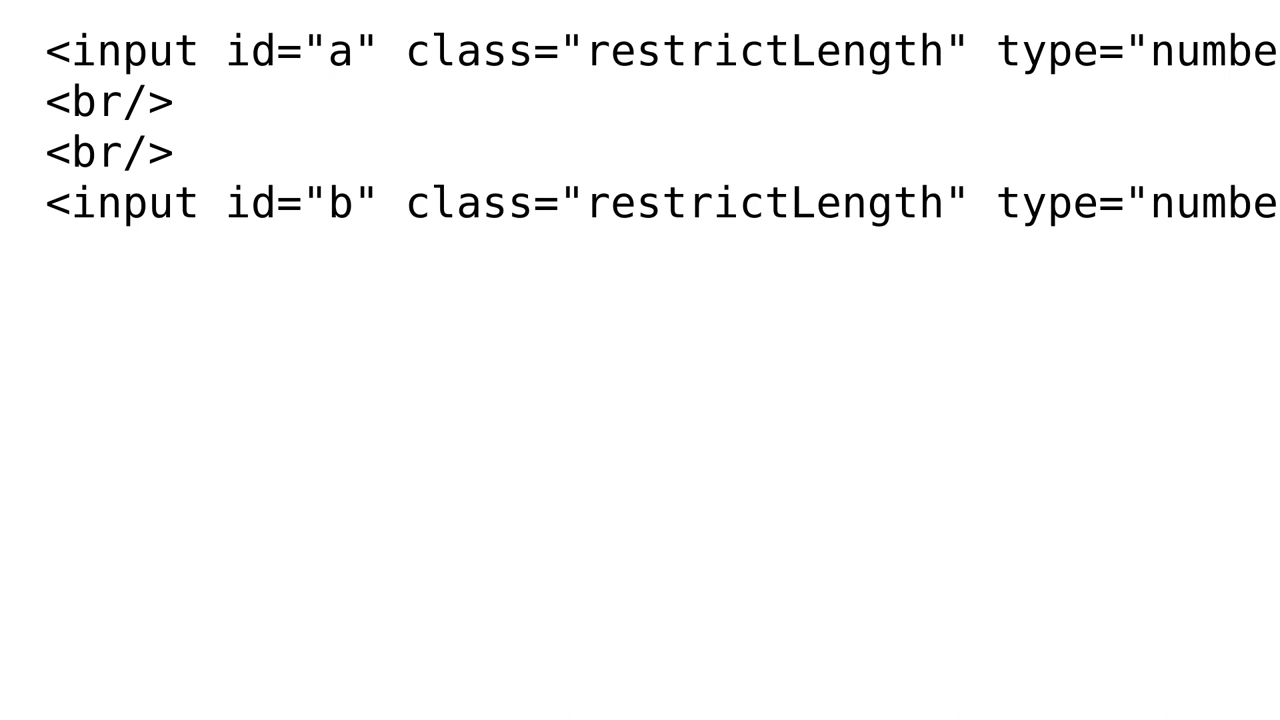 <input id="a" class="restrictLength" type="numbe
<br/>
<br/>
<input id="b" class="restrictLength" type="numbe